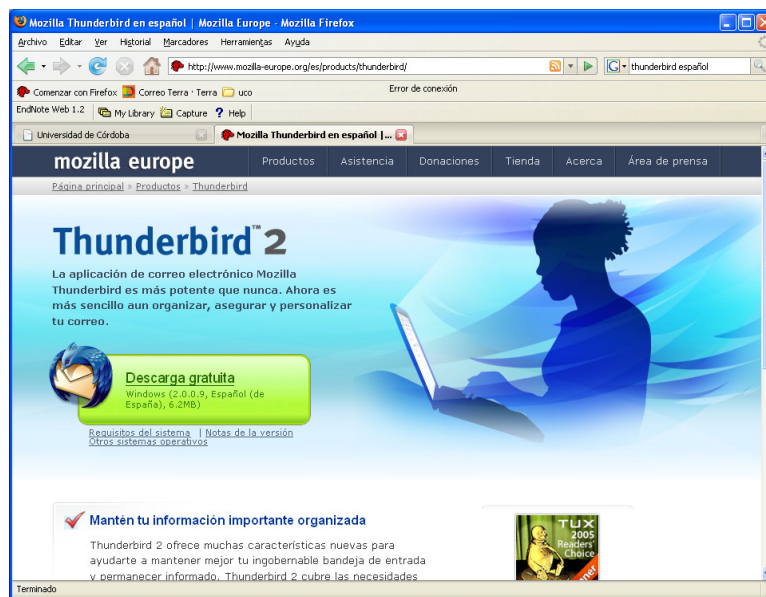 Mozilla Thunderbird en español | Mozilla Europe - Mozilla Firefox
Archivo Editar Ver Historial Marcadores Herramientas Ayuda
http://www.mozilla-europe.org/es/products/thunderbird/ G thunderbird español
Comenzar con Firefox Correo Terra · Terra uco Error de conexión
EndNote Web 1.2 My Library Capture ? Help
Universidad de Córdoba Mozilla Thunderbird en español |...
mozilla europe Productos Asistencia Donaciones Tienda Acerca Área de prensa
Página principal » Productos » Thunderbird
Thunderbird™ 2
La aplicación de correo electrónico Mozilla
Thunderbird es más potente que nunca. Ahora es
más sencillo aun organizar, asegurar y personalizar
tu correo.
Descarga gratuita
Windows (2.0.0.9, Español (de
España), 6.2MB)
Requisitos del sistema | Notas de la versión
Otros sistemas operativos
Mantén tu información importante organizada
Thunderbird 2 ofrece muchas características nuevas para
ayudarte a mantener mejor tu ingobernable bandeja de entrada
y permanecer informado. Thunderbird 2 cubre las necesidades
TUX
2005
Readers'
Choice
Terminado